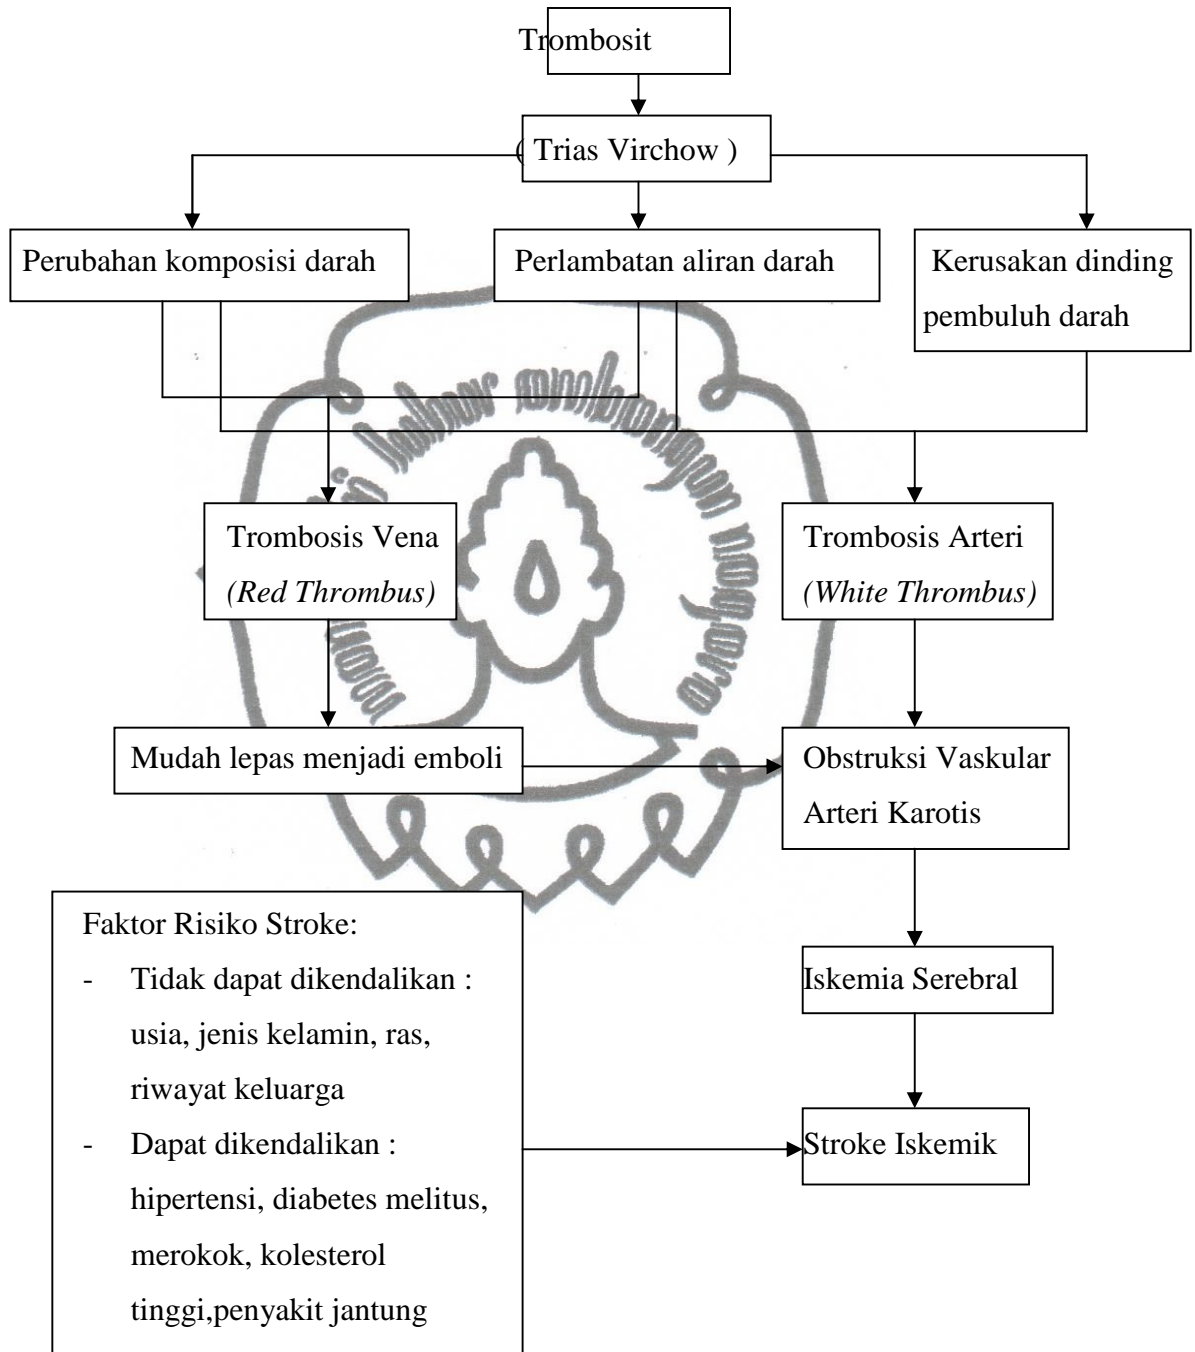 Trombosit
( Trias Virchow )
Perubahan komposisi darah
Perlambatan aliran darah
Kerusakan dinding
pembuluh darah
Trombosis Vena
(Red Thrombus)
Trombosis Arteri
(White Thrombus)
Mudah lepas menjadi emboli
Obstruksi Vaskular
Arteri Karotis
Faktor Risiko Stroke:
- Tidak dapat dikendalikan :
usia, jenis kelamin, ras,
riwayat keluarga
- Dapat dikendalikan :
hipertensi, diabetes melitus,
merokok, kolesterol
tinggi,penyakit jantung
Iskemia Serebral
Stroke Iskemik